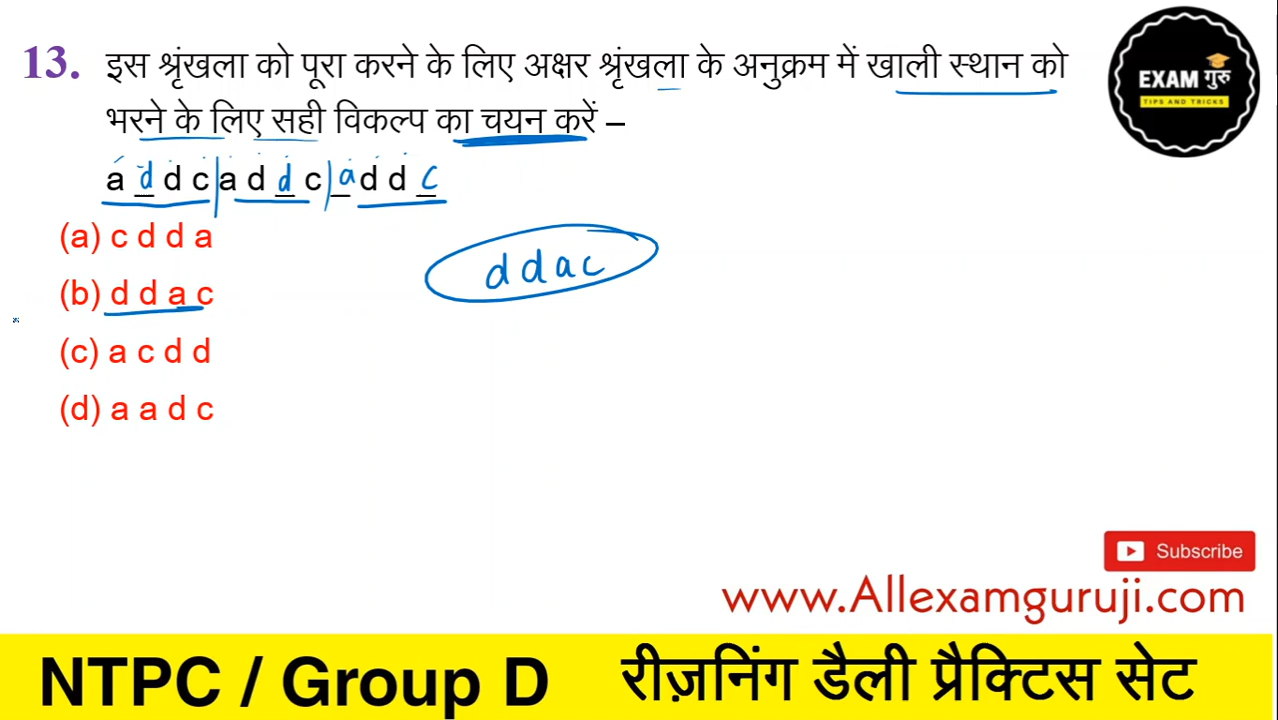 13. इस श्रृंखला को पूरा करने के लिए अक्षर श्रृंखला के अनुक्रम में खाली स्थान को
भरने के लिए सही विकल्प का चयन करें –
a d d c | a d d c | a d d c
(a) c d d a
d d a c
(b) d d a c
(c) a c d d
(d) a a d c
EXAM गुरु
TIPS AND TRICKS
Subscribe
www.Allexamguruji.com
NTPC / Group D रीज़निंग डैली प्रैक्टिस सेट